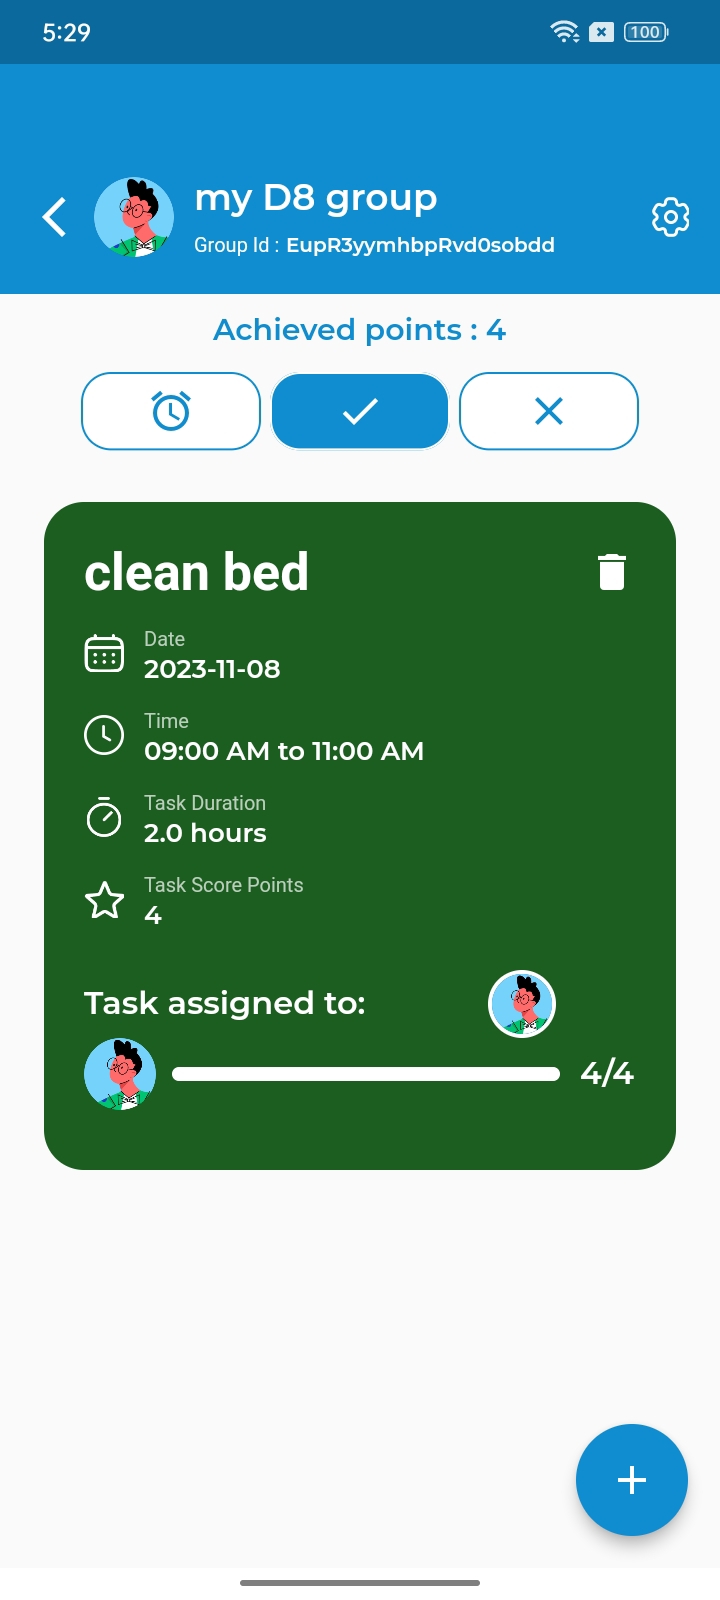 5:29
100
my D8 group
Group Id : EupR3yymhbpRvd0sobdd
Achieved points : 4
clean bed
Date
2023-11-08
Time
09:00 AM to 11:00 AM
Task Duration
2.0 hours
Task Score Points
4
Task assigned to:
4/4